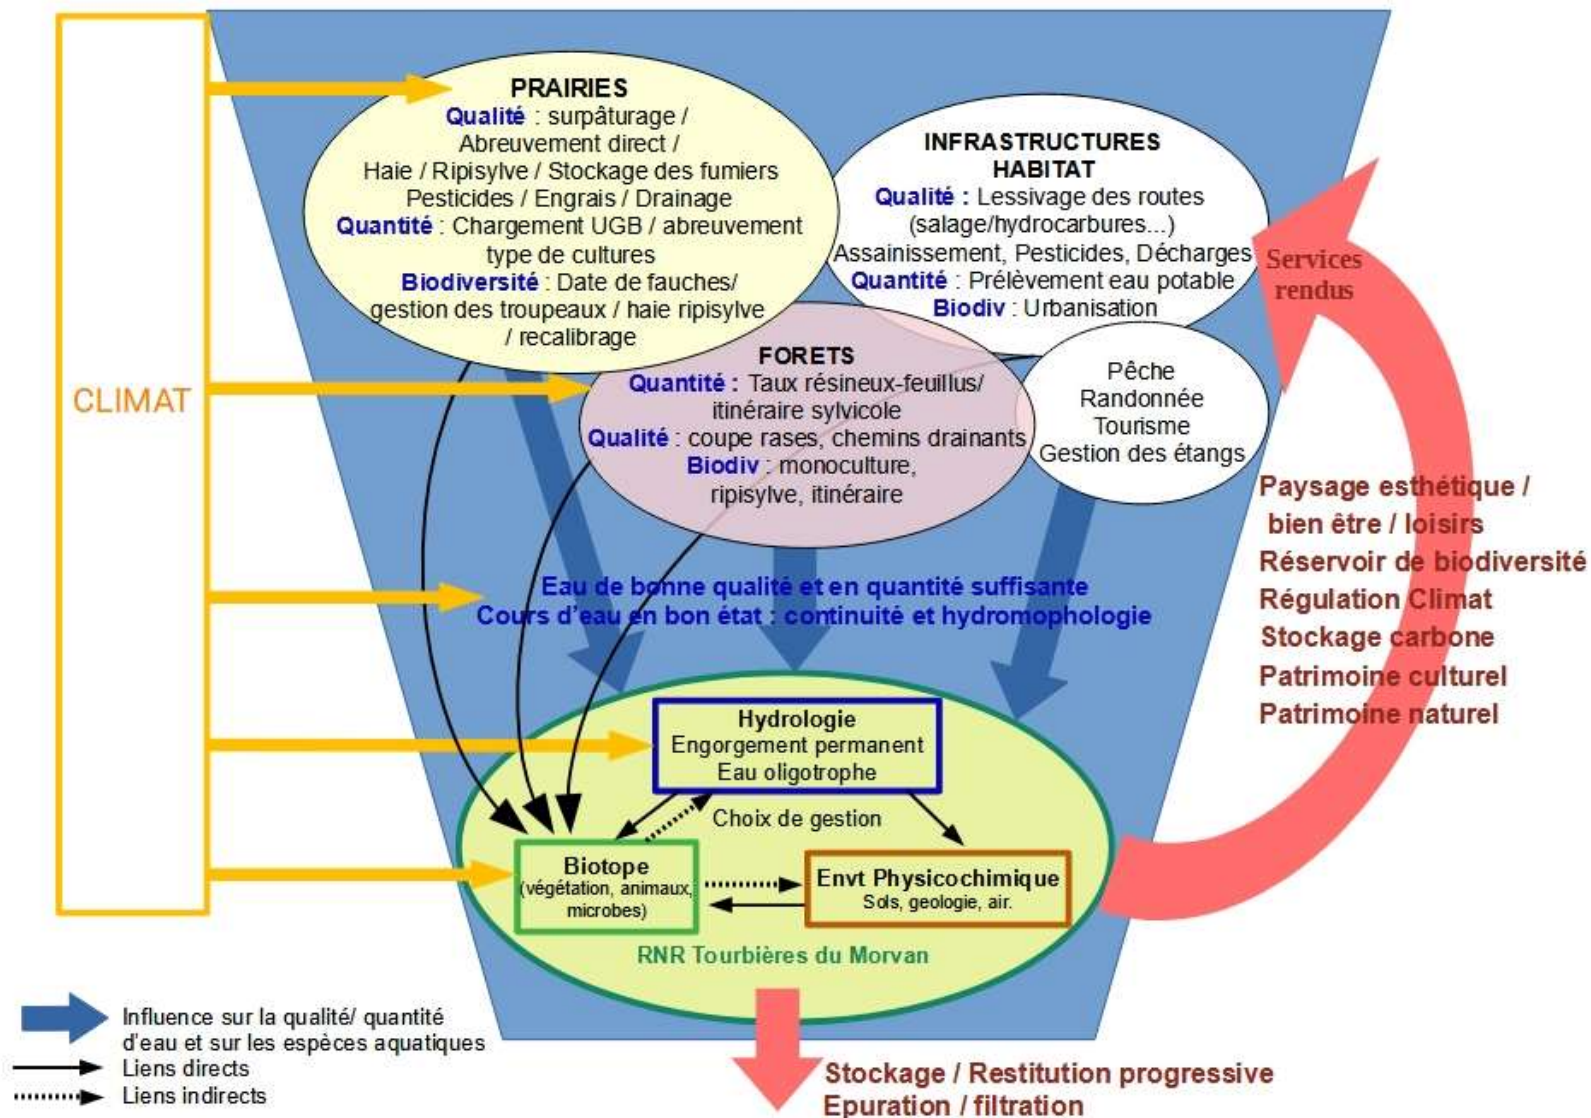 CLIMAT
PRAIRIES
Qualité : surpâturage /
Abreuvement direct /
Haie / Ripisylve / Stockage des fumiers
Pesticides / Engrais / Drainage
Quantité : Chargement UGB / abreuvement
type de cultures
Biodiversité : Date de fauches/
gestion des troupeaux / haie ripisylve
/ recalibrage
INFRASTRUCTURES
HABITAT
Qualité : Lessivage des routes
(salage/hydrocarbures...)
Assainissement, Pesticides, Décharges
Quantité : Prélèvement eau potable
Biodiv : Urbanisation
Services
rendus
FORETS
Quantité : Taux résineux-feuillus/
itinéraire sylvicole
Qualité : coupe rases, chemins drainants
Biodiv : monoculture,
ripisylve, itinéraire
Pêche
Randonnée
Tourisme
Gestion des étangs
Paysage esthétique /
bien être / loisirs
Réservoir de biodiversité
Régulation Climat
Stockage carbone
Patrimoine culturel
Patrimoine naturel
Eau de bonne qualité et en quantité suffisante
Cours d'eau en bon état : continuité et hydromophologie
Hydrologie
Engorgement permanent
Eau oligotrophe
Choix de gestion
Biotope
(végétation, animaux,
microbes)
Envt Physicochimique
Sols, geologie, air.
RNR Tourbières du Morvan
Influence sur la qualité/ quantité
d'eau et sur les espèces aquatiques
Liens directs
Liens indirects
Stockage / Restitution progressive
Epuration / filtration